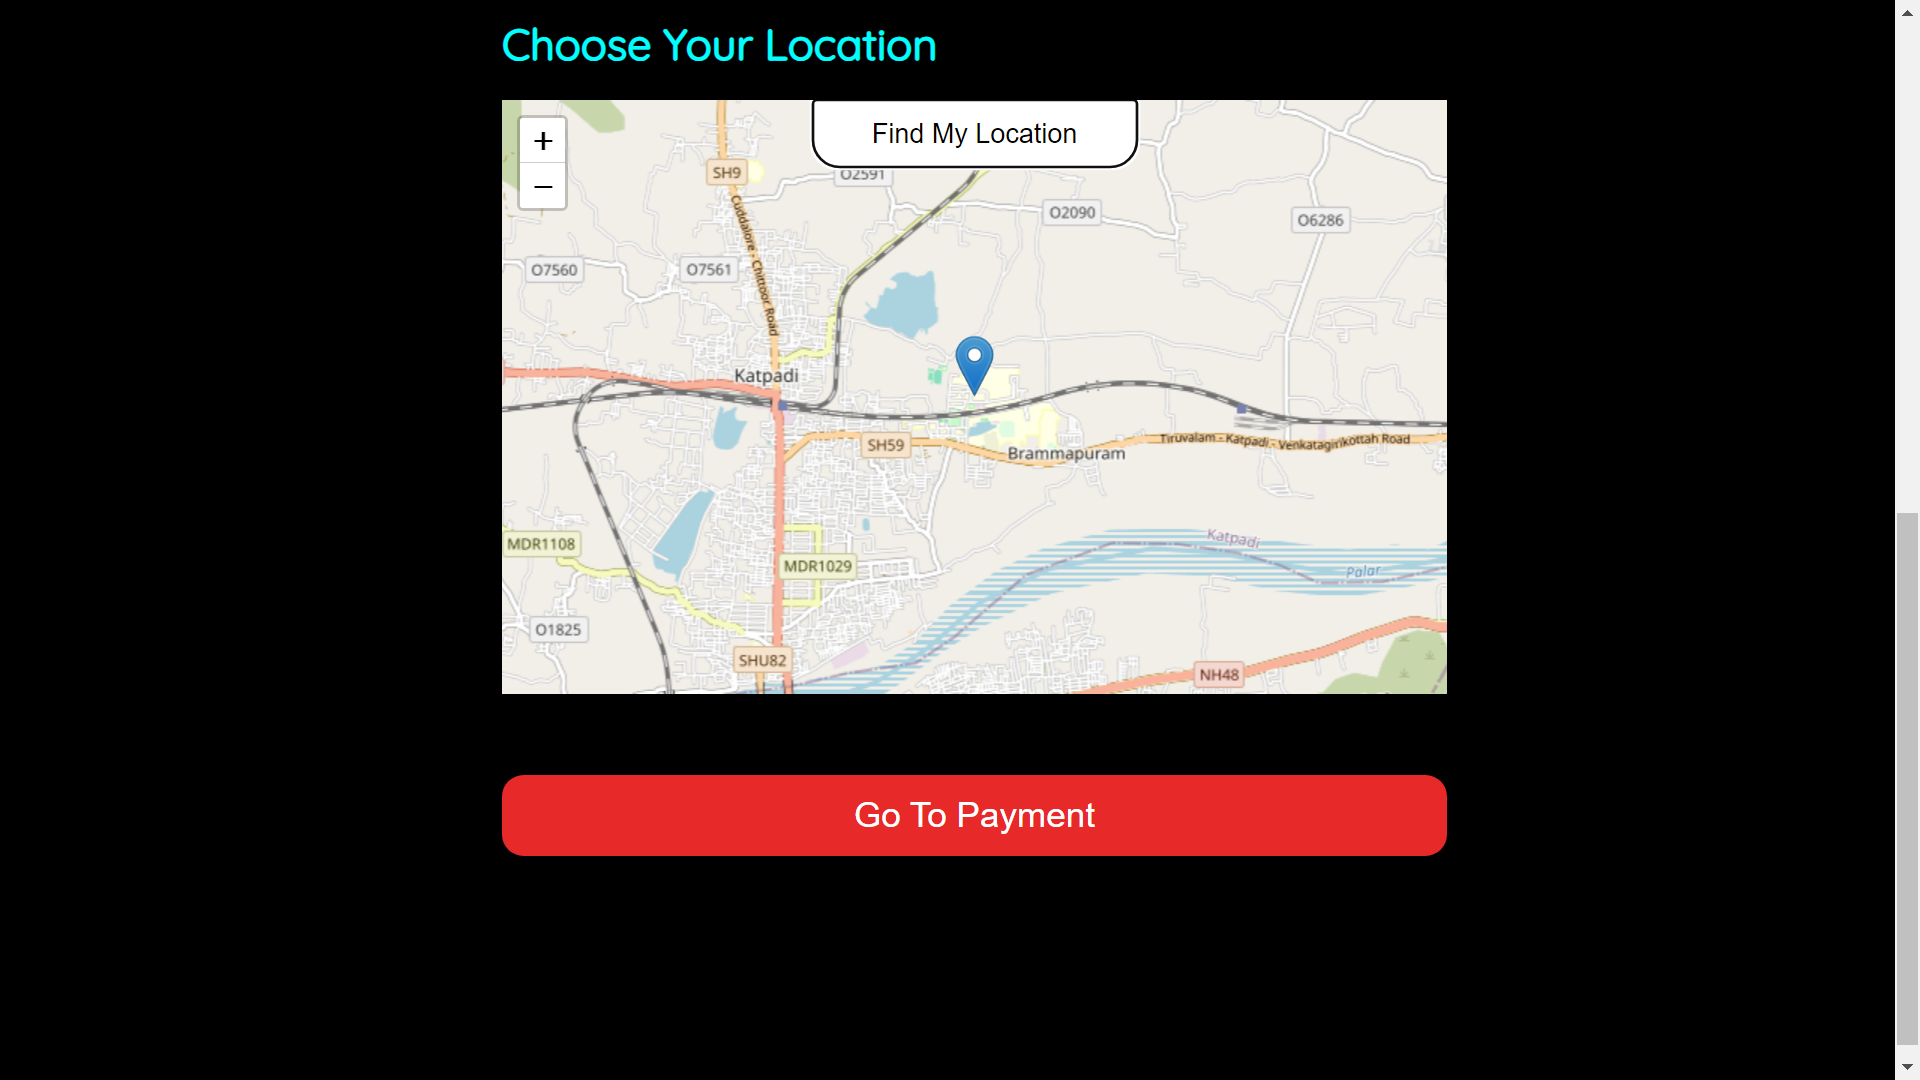 Choose Your Location
Find My Location
+
−
SH9
O2591
O2090
O6286
Cuddalore - Chittoor Road
O7560
O7561
Katpadi
SH59
Tiruvalam - Katpadi - Venkatagirikottah Road
Brammapuram
MDR1108
Katpadi
MDR1029
Palar
O1825
SHU82
NH48
Go To Payment